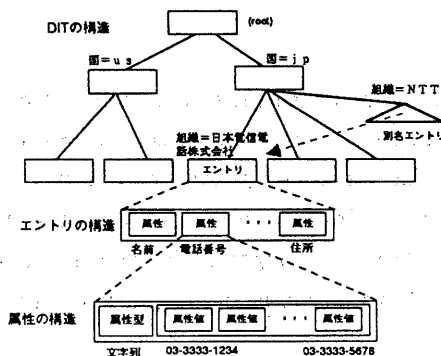 DITの構造
(root)
国=us
国=jp
組織=NTT
組織=日本電信電
話株式会社
別名エントリ
エントリ
エントリの構造
属性 属性 ・・・ 属性
名前 電話番号 住所
属性の構造
属性型 属性値 属性値 ・・・ 属性値
文字列 03-3333-1234 03-3333-5678